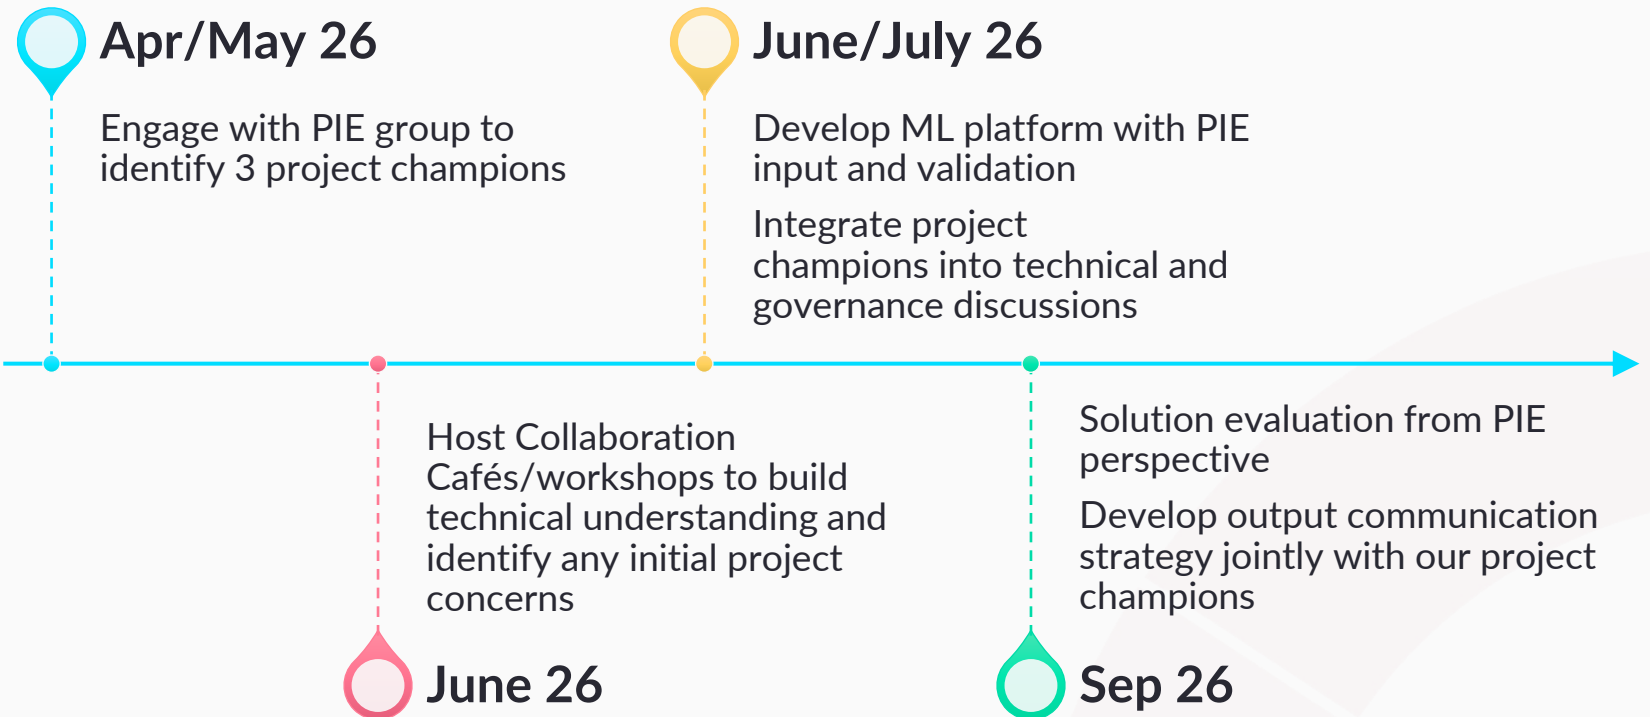 Apr/May 26
Engage with PIE group to
identify 3 project champions
Host Collaboration
Cafés/workshops to build
technical understanding and
identify any initial project
concerns
June 26
June/July 26
Develop ML platform with PIE
input and validation
Integrate project
champions into technical and
governance discussions
Solution evaluation from PIE
perspective
Develop output communication
strategy jointly with our project
champions
Sep 26